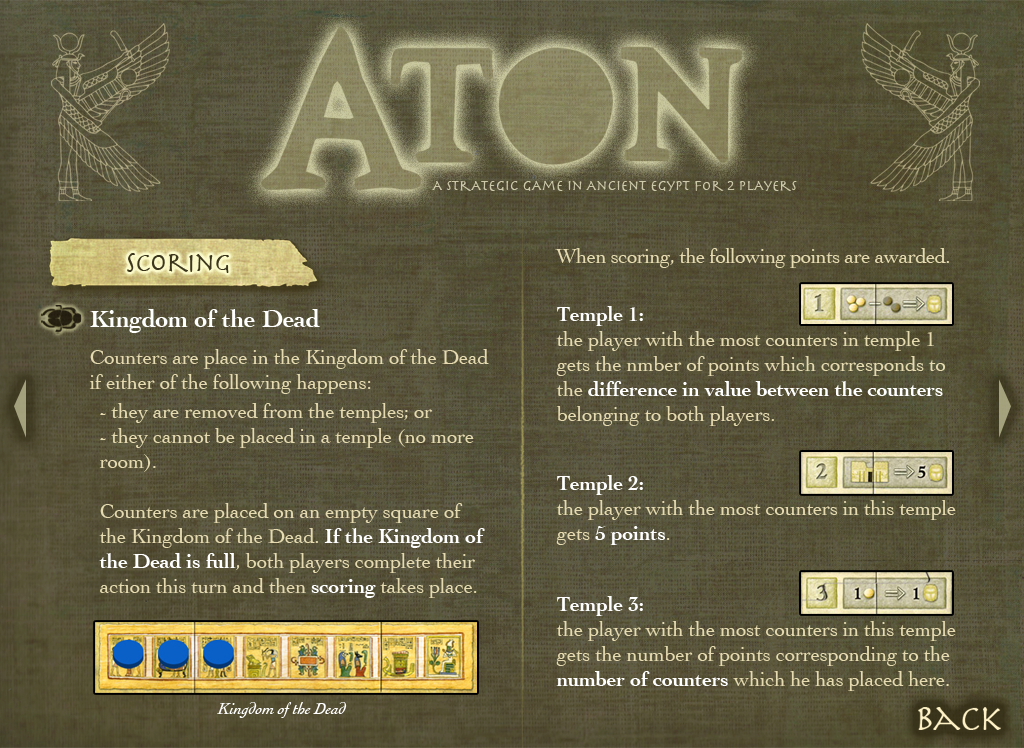 ATON
A STRATEGIC GAME IN ANCIENT EGYPT FOR 2 PLAYERS
SCORING
Kingdom of the Dead
Counters are place in the Kingdom of the Dead
if either of the following happens:
- they are removed from the temples; or
- they cannot be placed in a temple (no more
room).
Counters are placed on an empty square of
the Kingdom of the Dead. If the Kingdom of
the Dead is full, both players complete their
action this turn and then scoring takes place.
Kingdom of the Dead
When scoring, the following points are awarded.
1
Temple 1:
the player with the most counters in temple 1
gets the nmber of points which corresponds to
the difference in value between the counters
belonging to both players.
2 5
Temple 2:
the player with the most counters in this temple
gets 5 points.
3 1 1
Temple 3:
the player with the most counters in this temple
gets the number of points corresponding to the
number of counters which he has placed here.
BACK